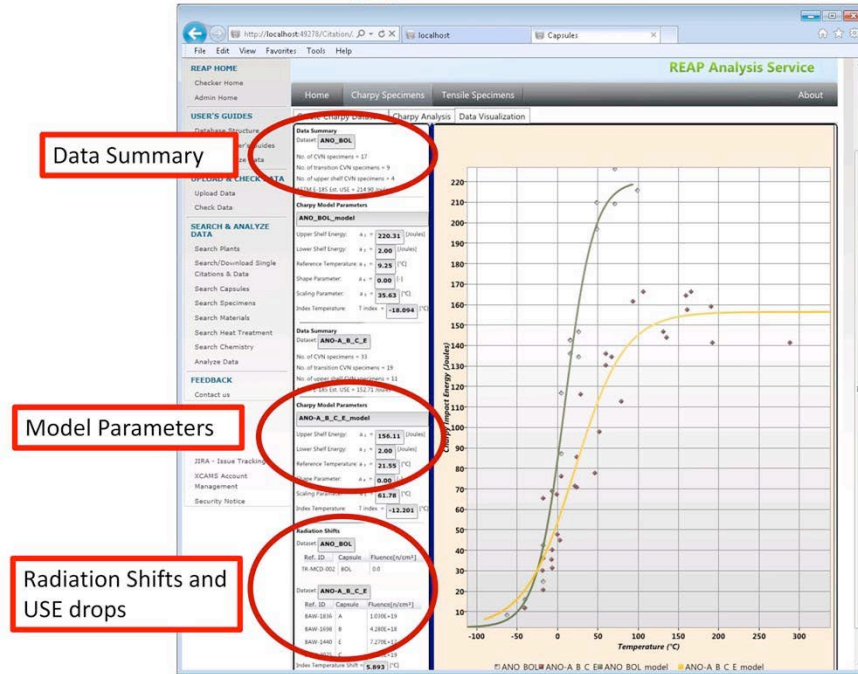 http://localhost:49278/Citation/
localhost
Capsules
File Edit View Favorites Tools Help
REAP Analysis Service
Home Charpy Specimens Tensile Specimens About
Charpy Analysis Data Visualization
REAP HOME
Checker Home
Admin Home
USER'S GUIDES
Database Structure
UPLOAD & CHECK DATA
Upload Data
Check Data
SEARCH & ANALYZE DATA
Search Plants
Search/Download Single
Citations & Data
Search Capsules
Search Specimens
Search Materials
Search Heat Treatment
Search Chemistry
Analyze Data
FEEDBACK
Contact us
JIRA - Issue Tracking
XCAMS Account
Management
Security Notice
Data Summary
Model Parameters
Radiation Shifts and
USE drops
Data Summary
Dataset ANO_BOL
No. of CVN specimens = 17
No. of transition CVN specimens = 9
No. of upper shelf CVN specimens = 4
E-185 Est. USE = 214.90
Charpy Model Parameters
ANO_BOL_model
Upper Shelf Energy: = 220.31 [Joules]
Lower Shelf Energy: = 2.00 [Joules]
Reference Temperature: = 9.25 [°C]
Shape Parameter: = 0.00 [-]
Scaling Parameter: = 35.63 [°C]
Index Temperature T index = -18.094 [°C]
Data Summary
Dataset ANO-A_B_C_E
No. of CVN specimens = 33
No. of transition CVN specimens = 19
No. of upper shelf CVN specimens = 11
E-185 Est. USE = 152.71
Charpy Model Parameters
ANO-A_B_C_E_model
Upper Shelf Energy: = 156.11 [Joules]
Lower Shelf Energy: = 2.00 [Joules]
Reference Temperature: = 21.55 [°C]
Shape Parameter: = 0.00 [-]
Scaling Parameter: = 61.78 [°C]
Index Temperature T index = -12.201 [°C]
Radiation Shifts
Dataset ANO_BOL
Ref. ID Capsule Fluence[n/cm²]
TR-MCD-002 BOL 0.0
Dataset ANO-A_B_C_E
Ref. ID Capsule Fluence[n/cm²]
BAW-1836 A 1.030E+19
BAW-1698 B 4.280E+18
BAW-1440 E
Index Temperature Shift = 5.893 [°C]
Charpy Impact Energy (Joules)
220
210
200
190
180
170
160
150
140
130
120
110
100
90
80
70
60
50
40
30
20
10
-100 -50 0 50 100 150 200 250 300
Temperature (°C)
ANO BOL ANO-A B C E ANO BOL model ANO-A B C E model